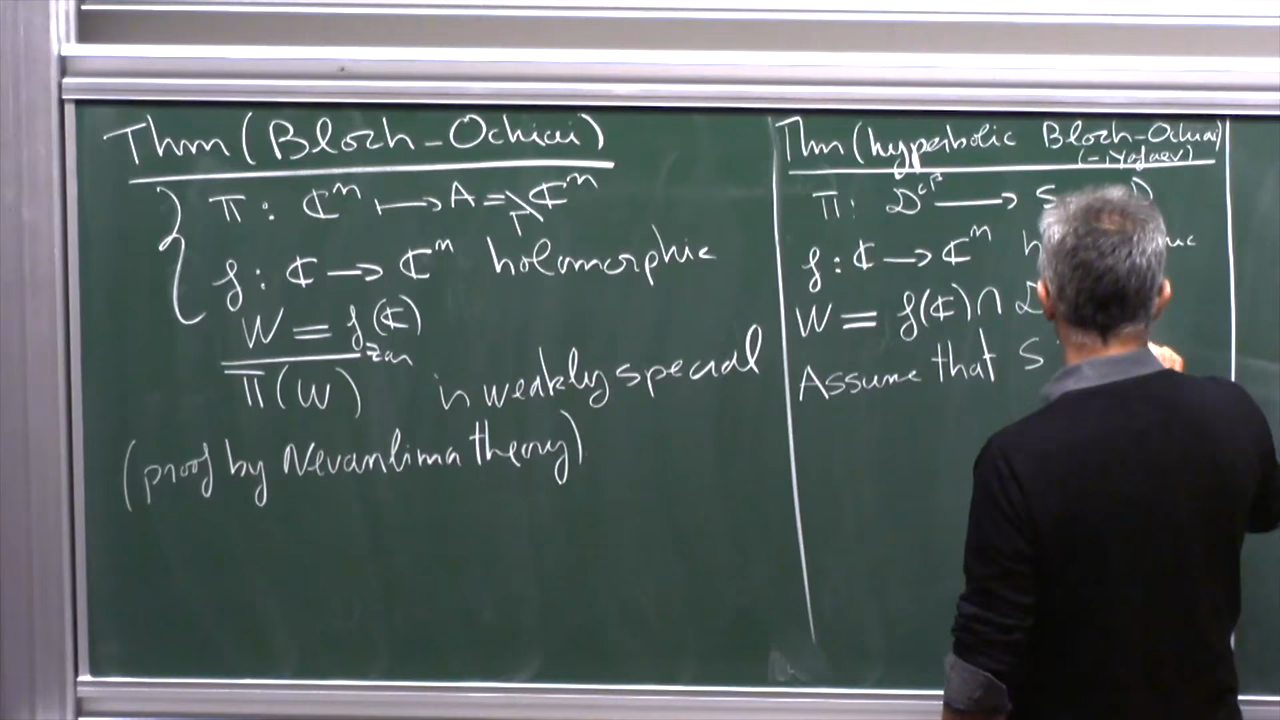 Thm (Bloch-Ochiai)
π : ℂⁿ ⟼ A = Γ\ℂⁿ
f : ℂ → ℂⁿ holomorphic
W = f(ℂ)
zar
π(W) is weakly special
(proof by Nevanlinna theory)
Thm (hyperbolic Bloch-Ochiai)
(-, Yafaev)
π : D ⟶ S
f : ℂ → ℂⁿ
W = f(ℂ) ∩
Assume that S